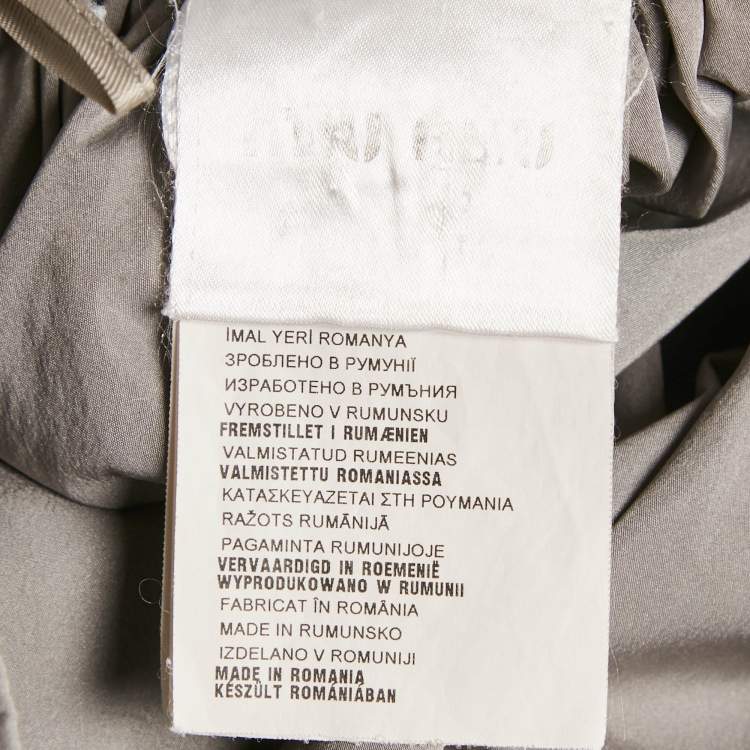 İMAL YERİ ROMANYA
ЗРОБЛЕНО В РУМУНІЇ
ИЗРАБОТЕНО В РУМЪНИЯ
VYROBENO V RUMUNSKU
FREMSTILLET I RUMÆNIEN
VALMISTATUD RUMEENIAS
VALMISTETTU ROMANIASSA
ΚΑΤΑΣΚΕΥΑΖΕΤΑΙ ΣΤΗ ΡΟΥΜΑΝΙΑ
RAŽOTS RUMĀNIJĀ
PAGAMINTA RUMUNIJOJE
VERVAARDIGD IN ROEMENIË
WYPRODUKOWANO W RUMUNII
FABRICAT ÎN ROMÂNIA
MADE IN RUMUNSKO
IZDELANO V ROMUNIJI
MADE IN ROMANIA
KÉSZÜLT ROMÁNIÁBAN